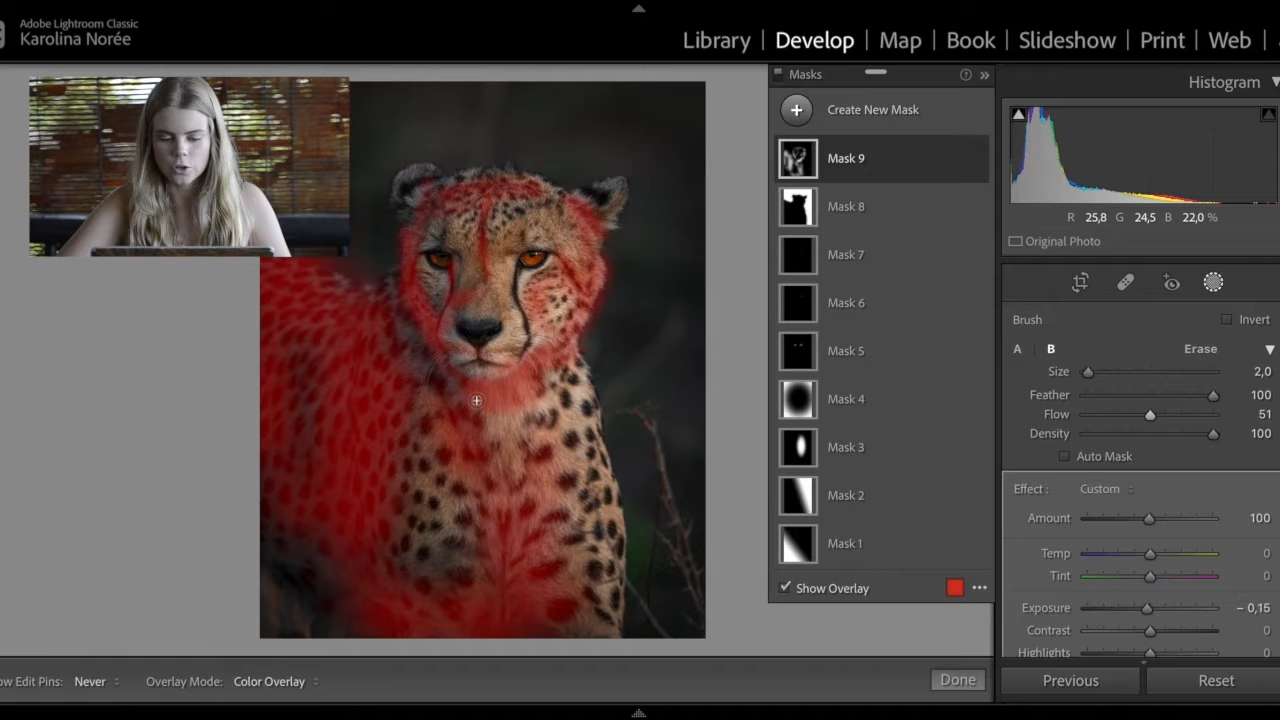 Adobe Lightroom Classic
Karolina Norée
Library | Develop | Map | Book | Slideshow | Print | Web |
Masks
Create New Mask
Mask 9
Mask 8
Mask 7
Mask 6
Mask 5
Mask 4
Mask 3
Mask 2
Mask 1
Show Overlay
Histogram
R 25,8 G 24,5 B 22,0 %
Original Photo
Brush Invert
A B Erase
Size 2,0
Feather 100
Flow 51
Density 100
Auto Mask
Effect : Custom
Amount 100
Temp 0
Tint 0
Exposure – 0,15
Contrast 0
Highlights 0
ow Edit Pins: Never Overlay Mode: Color Overlay Done
Previous Reset